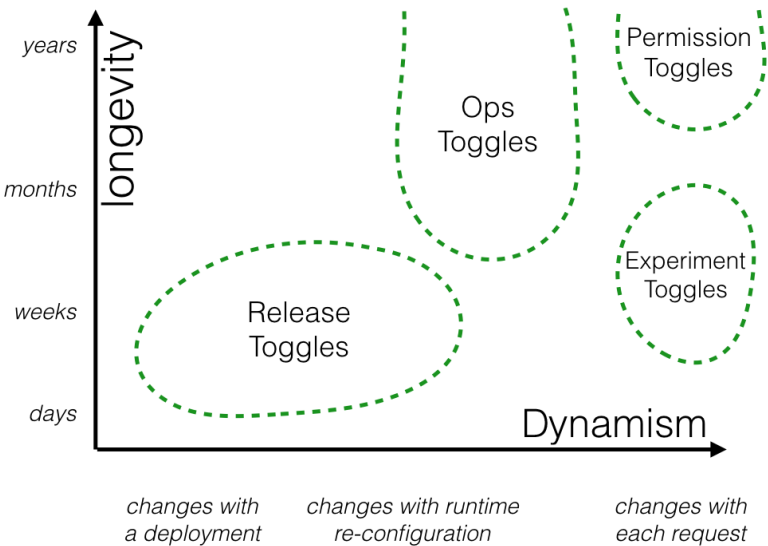 years
longevity
Ops
Toggles
Permission
Toggles
months
Experiment
Toggles
weeks
Release
Toggles
days
Dynamism
changes with
a deployment
changes with runtime
re-configuration
changes with
each request